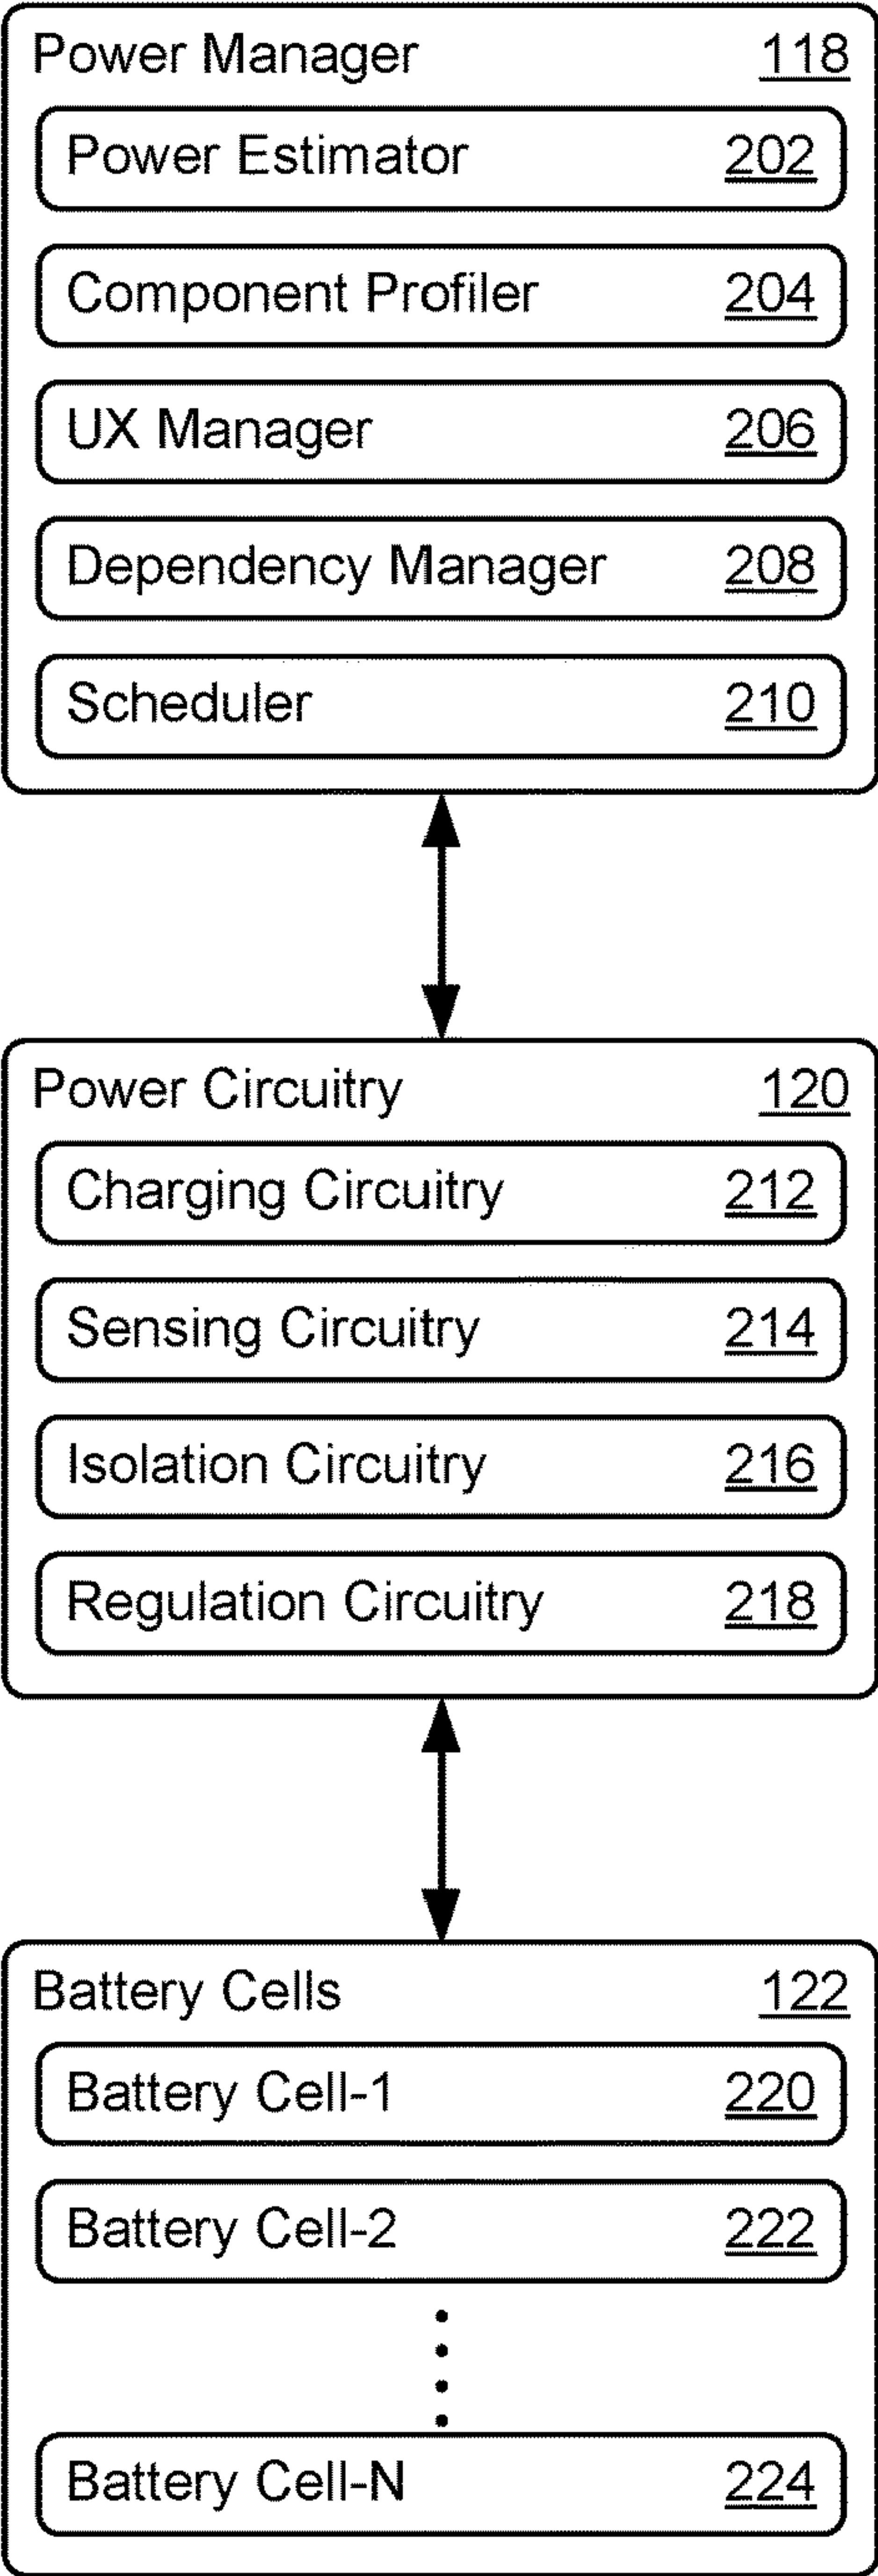 Power Manager 118
Power Estimator 202
Component Profiler 204
UX Manager 206
Dependency Manager 208
Scheduler 210
Power Circuitry 120
Charging Circuitry 212
Sensing Circuitry 214
Isolation Circuitry 216
Regulation Circuitry 218
Battery Cells 122
Battery Cell-1 220
Battery Cell-2 222
Battery Cell-N 224